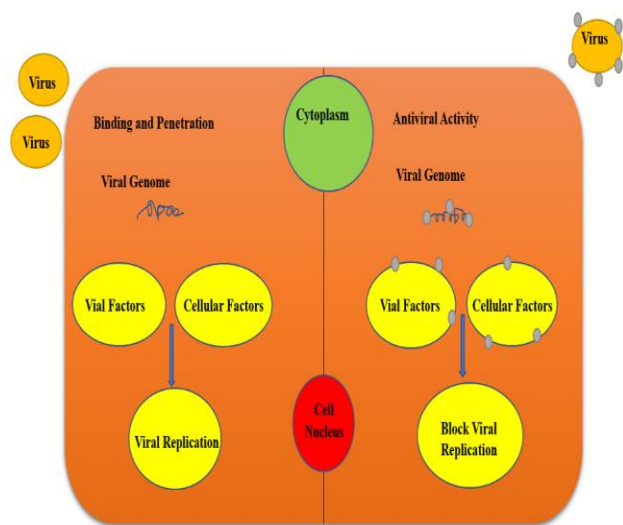 Virus
Virus
Virus
Binding and Penetration
Viral Genome
Vial Factors
Cellular Factors
Viral Replication
Cytoplasm
Cell
Nucleus
Antiviral Activity
Viral Genome
Vial Factors
Cellular Factors
Block Viral
Replication